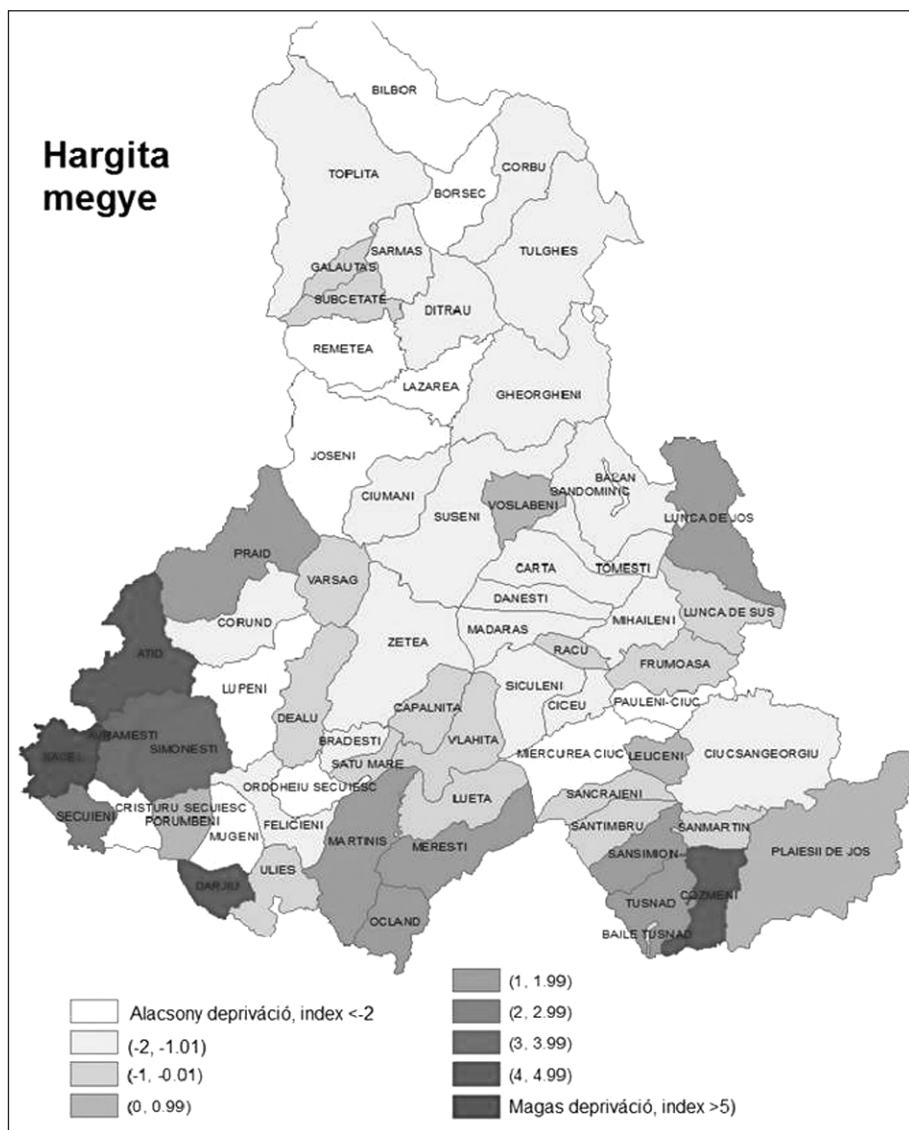 Hargita
megye
BILBOR
CORBU
TOPLITA
BORSEC
SARMAS
TULGHES
GALAUTAS
SUBCETATE
DITRAU
REMETEA
LAZAREA
GHEORGHENI
JOSENI
CIUMANI
BALAN
SANDOMINIC
VOSLABENI
SUSENI
LUNCA DE JOS
PRAID
VARSAG
CARTA
TOMESTI
DANESTI
CORUND
MADARAS
MIHAILENI
LUNCA DE SUS
ZETEA
ATID
RACU
FRUMOASA
LUPENI
SICULENI
CAPALNITA
CICEU
PAULENI-CIUC
DEALU
BRADESTI
VLAHITA
AVRAMESTI
SIMONESTI
MIERCUREA CIUC
LEUCENI
CIUCSANGEORGIU
SATU MARE
ORDOHEIU SECUIESC
LUETA
SANCRAIENI
CRISTURU SECUIESC
SECUIENI
PORUMBENI
MUGENI
FELICIENI
MARTINIS
MERESTI
SANTIMBRU
SANMARTIN
SANSIMION
PLAIESII DE JOS
ULIES
DARJIU
COZMENI
TUSNAD
OCLAND
BAILE TUSNAD
Alacsony depriváció, index <-2
(-2, -1.01)
(-1, -0.01)
(0, 0.99)
(1, 1.99)
(2, 2.99)
(3, 3.99)
(4, 4.99)
Magas depriváció, index >5)